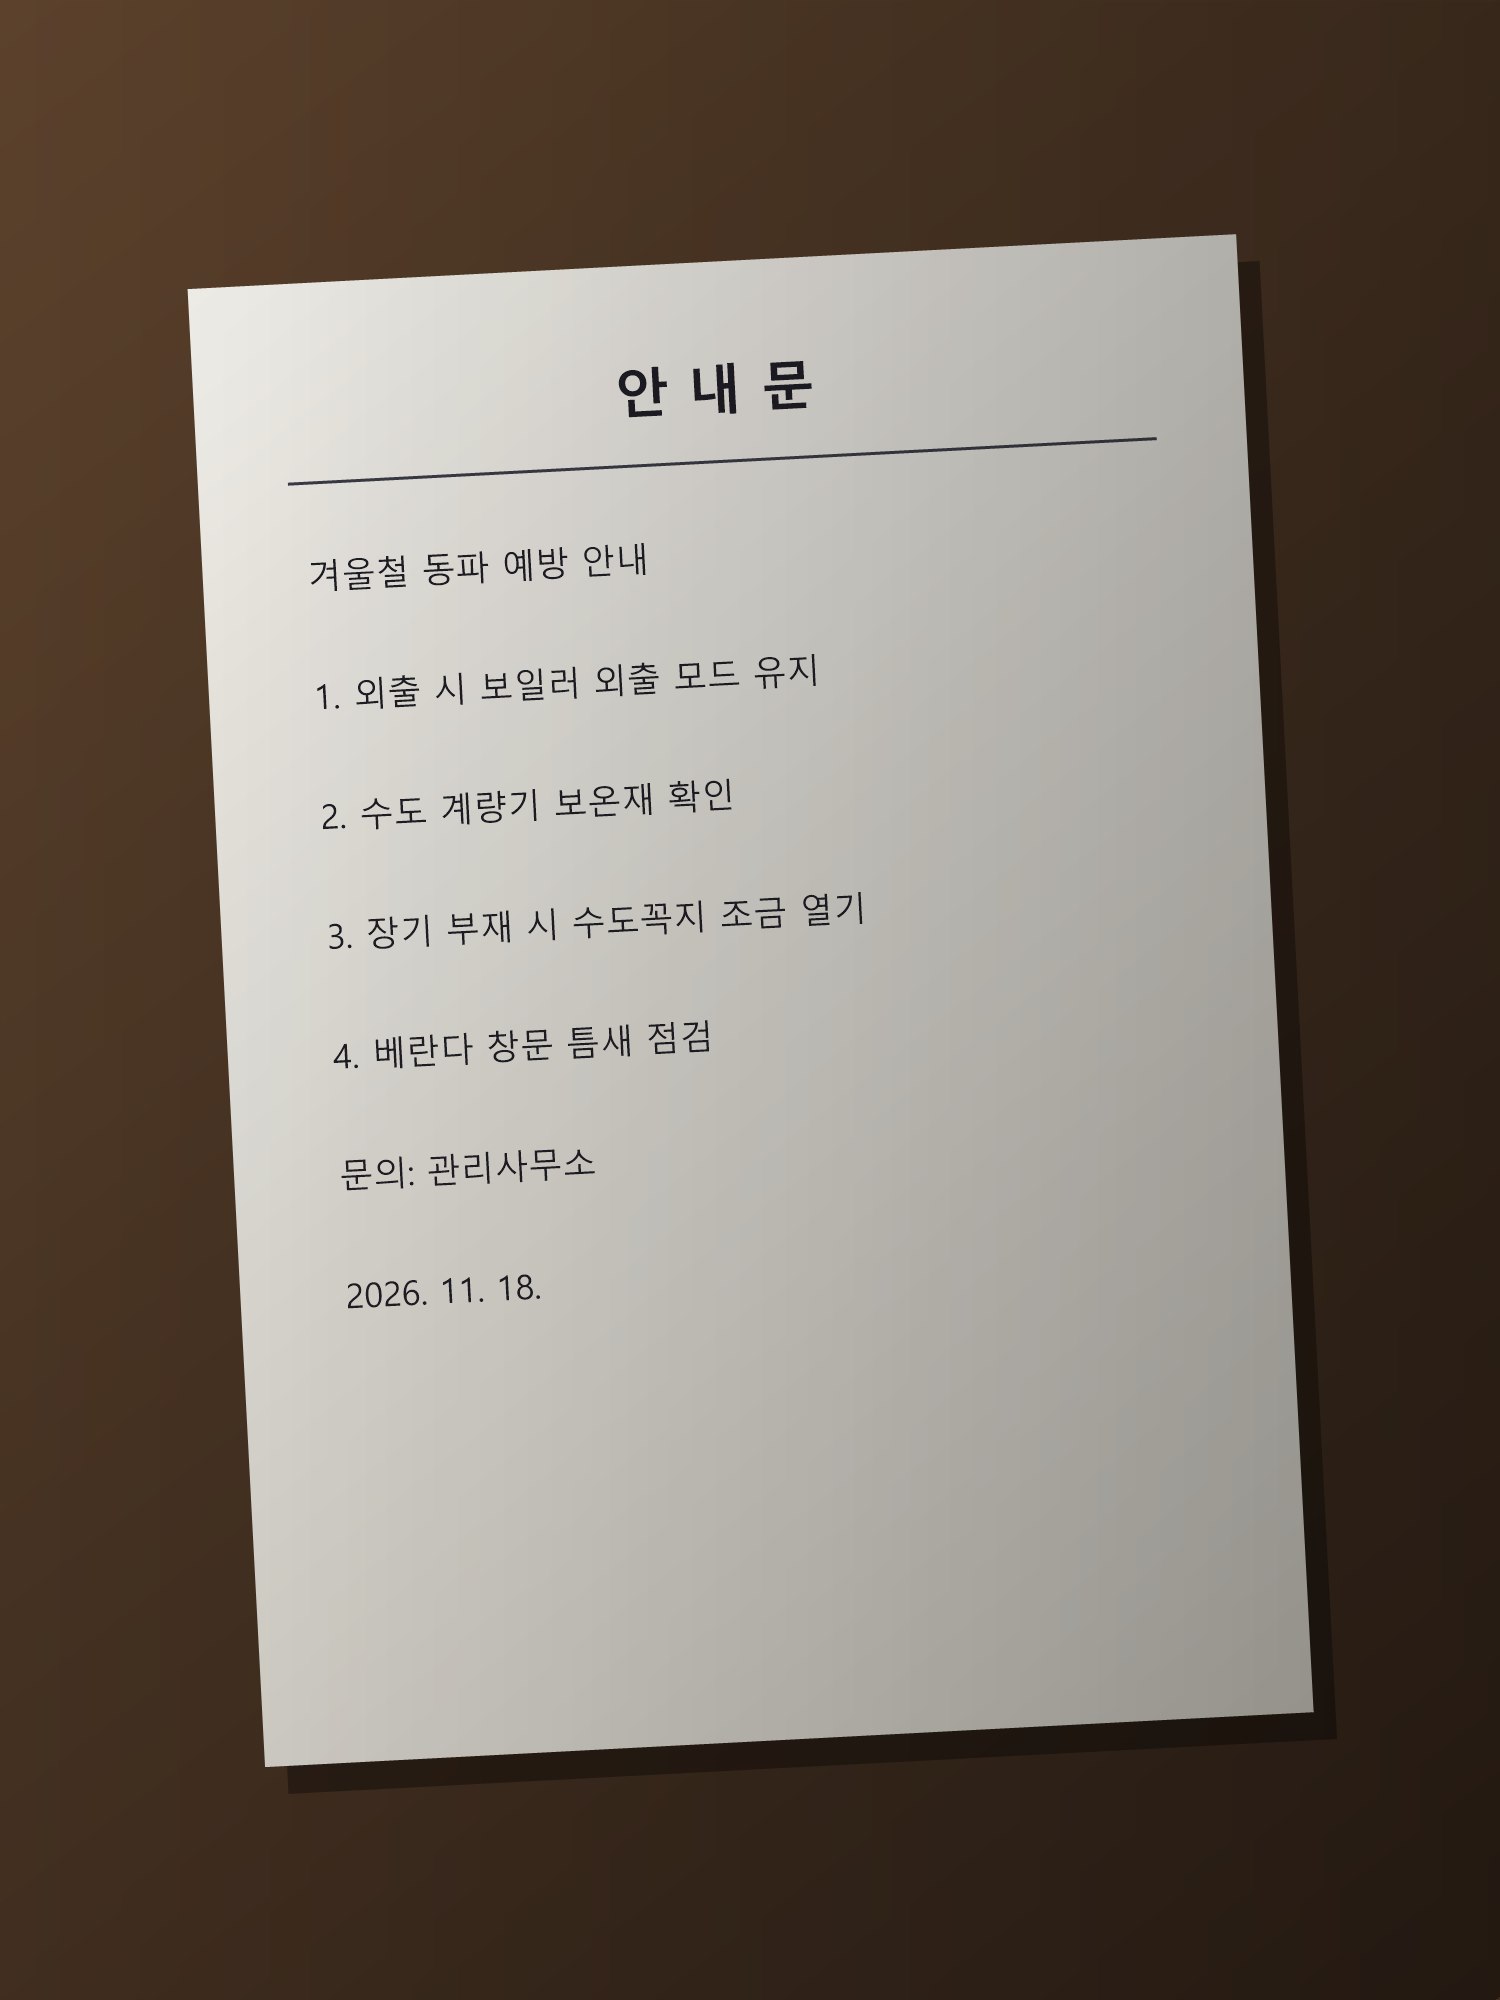 안 내 문
겨울철 동파 예방 안내
1. 외출 시 보일러 외출 모드 유지
2. 수도 계량기 보온재 확인
3. 장기 부재 시 수도꼭지 조금 열기
4. 베란다 창문 틈새 점검
문의: 관리사무소
2026. 11. 18.